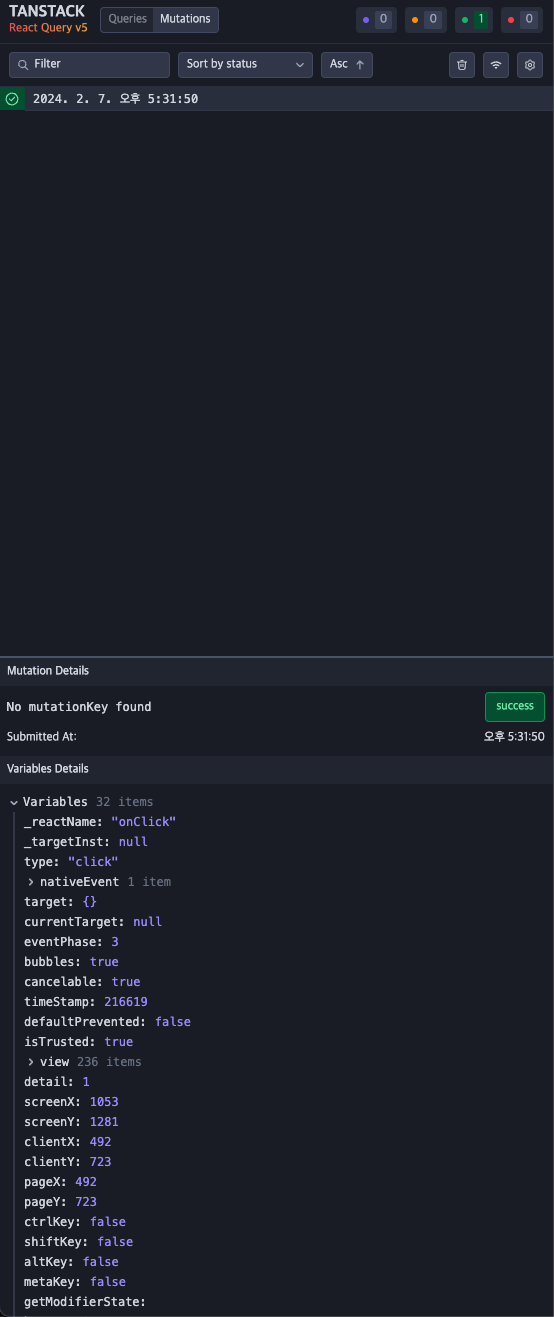 TANSTACK
React Query v5
Queries Mutations
0 0 1 0
Filter
Sort by status
Asc ↑
2024. 2. 7. 오후 5:31:50
Mutation Details
No mutationKey found
success
Submitted At:
오후 5:31:50
Variables Details
Variables 32 items
_reactName: "onClick"
_targetInst: null
type: "click"
nativeEvent 1 item
target: {}
currentTarget: null
eventPhase: 3
bubbles: true
cancelable: true
timeStamp: 216619
defaultPrevented: false
isTrusted: true
view 236 items
detail: 1
screenX: 1053
screenY: 1281
clientX: 492
clientY: 723
pageX: 492
pageY: 723
ctrlKey: false
shiftKey: false
altKey: false
metaKey: false
getModifierState: